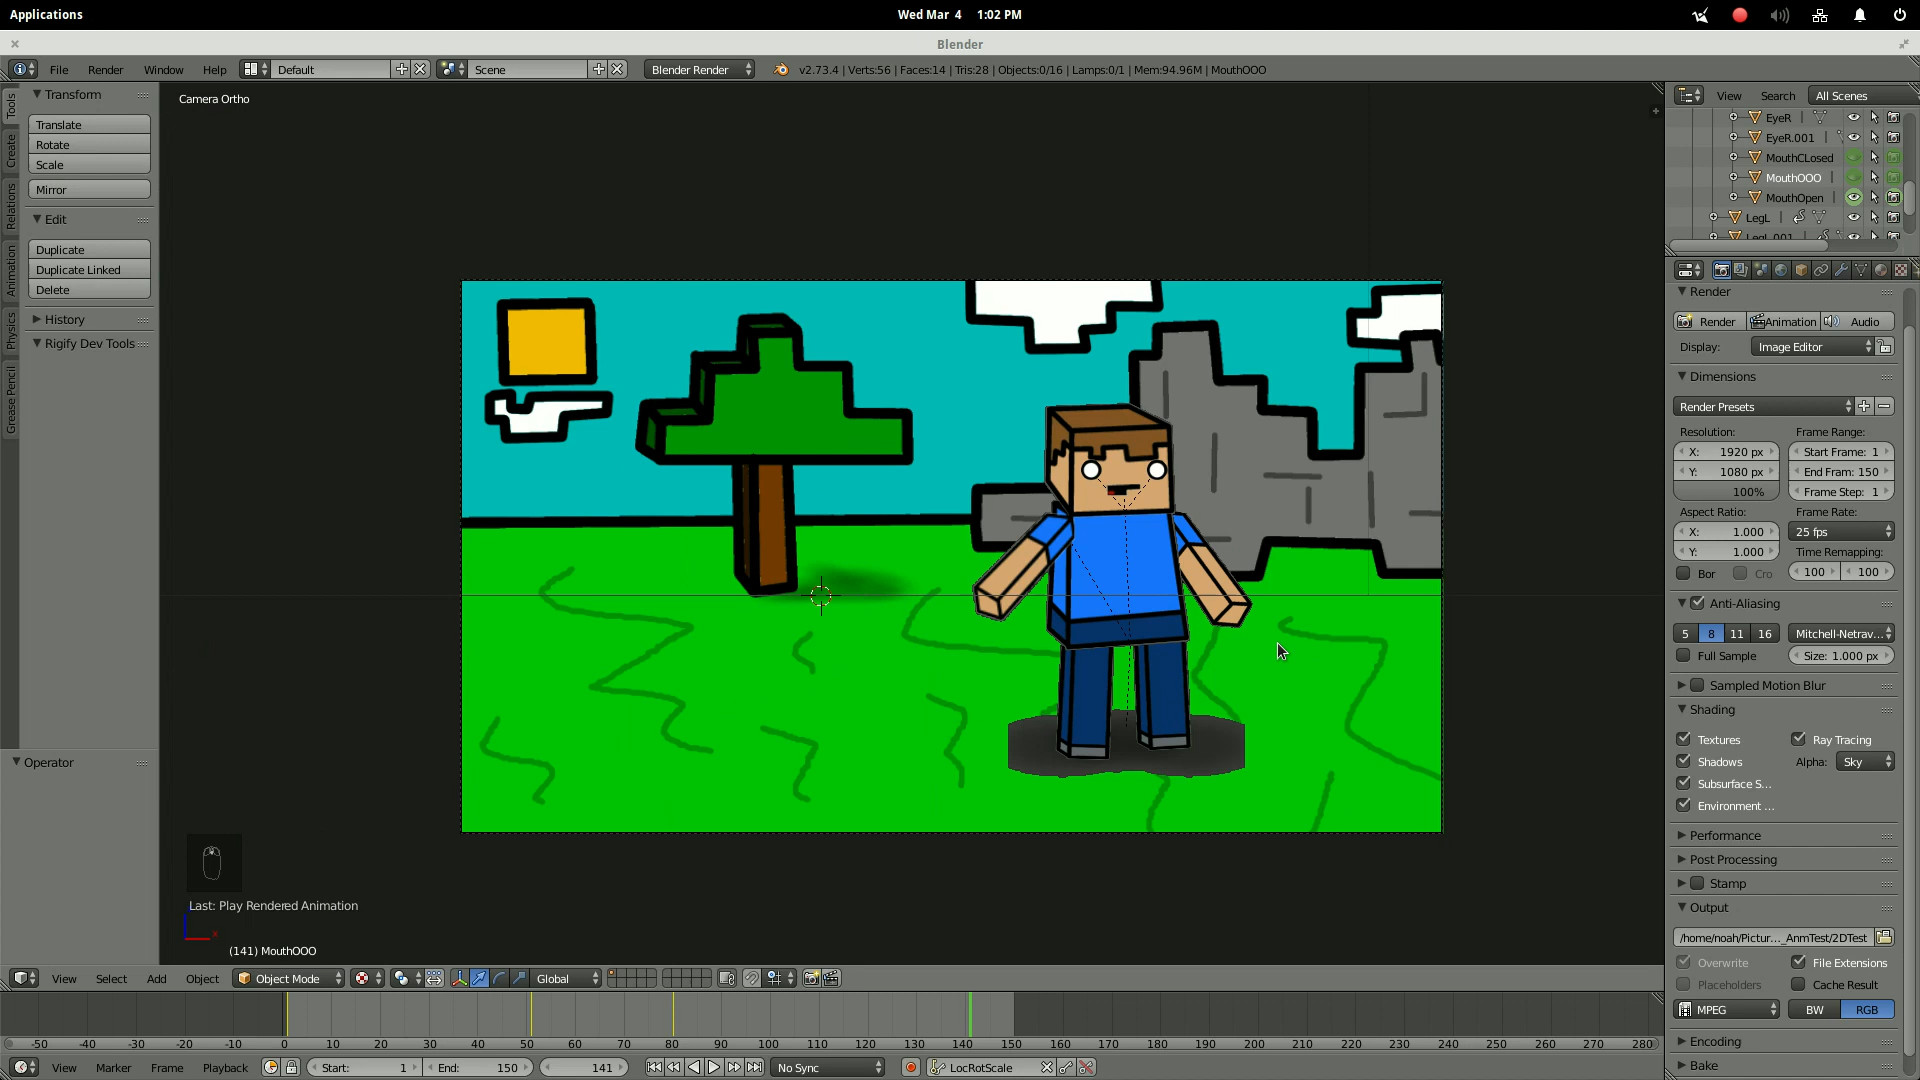 Applications
Wed Mar 4 1:02 PM
Blender
File Render Window Help Default Scene Blender Render v2.73.4 | Verts:56 | Faces:14 | Tris:28 | Objects:0/16 | Lamps:0/1 | Mem:94.96M | MouthOOO
Tools
Create
Relations
Animation
Physics
Grease Pencil
Transform
Translate
Rotate
Scale
Mirror
Edit
Duplicate
Duplicate Linked
Delete
History
Rigify Dev Tools
Operator
Camera Ortho
Last: Play Rendered Animation
x
(141) MouthOOO
View Search All Scenes
EyeR
EyeR.001
MouthCLosed
MouthOOO
MouthOpen
LegL
Render
Render Animation Audio
Display: Image Editor
Dimensions
Render Presets
Resolution: Frame Range:
X: 1920 px Start Frame: 1
Y: 1080 px End Fram: 150
100% Frame Step: 1
Aspect Ratio: Frame Rate:
X: 1.000 25 fps
Y: 1.000 Time Remapping:
Bor Cro 100 100
Anti-Aliasing
5 8 11 16 Mitchell-Netrav...
Full Sample Size: 1.000 px
Sampled Motion Blur
Shading
Textures Ray Tracing
Shadows Alpha: Sky
Subsurface S...
Environment ...
Performance
Post Processing
Stamp
Output
/home/noah/Pictur..._AnmTest/2DTest
Overwrite File Extensions
Placeholders Cache Result
MPEG BW RGB
Encoding
Bake
View Select Add Object Object Mode Global
-50 -40 -30 -20 -10 0 10 20 30 40 50 60 70 80 90 100 110 120 130 140 150 160 170 180 190 200 210 220 230 240 250 260 270 280
View Marker Frame Playback Start: 1 End: 150 141 No Sync LocRotScale